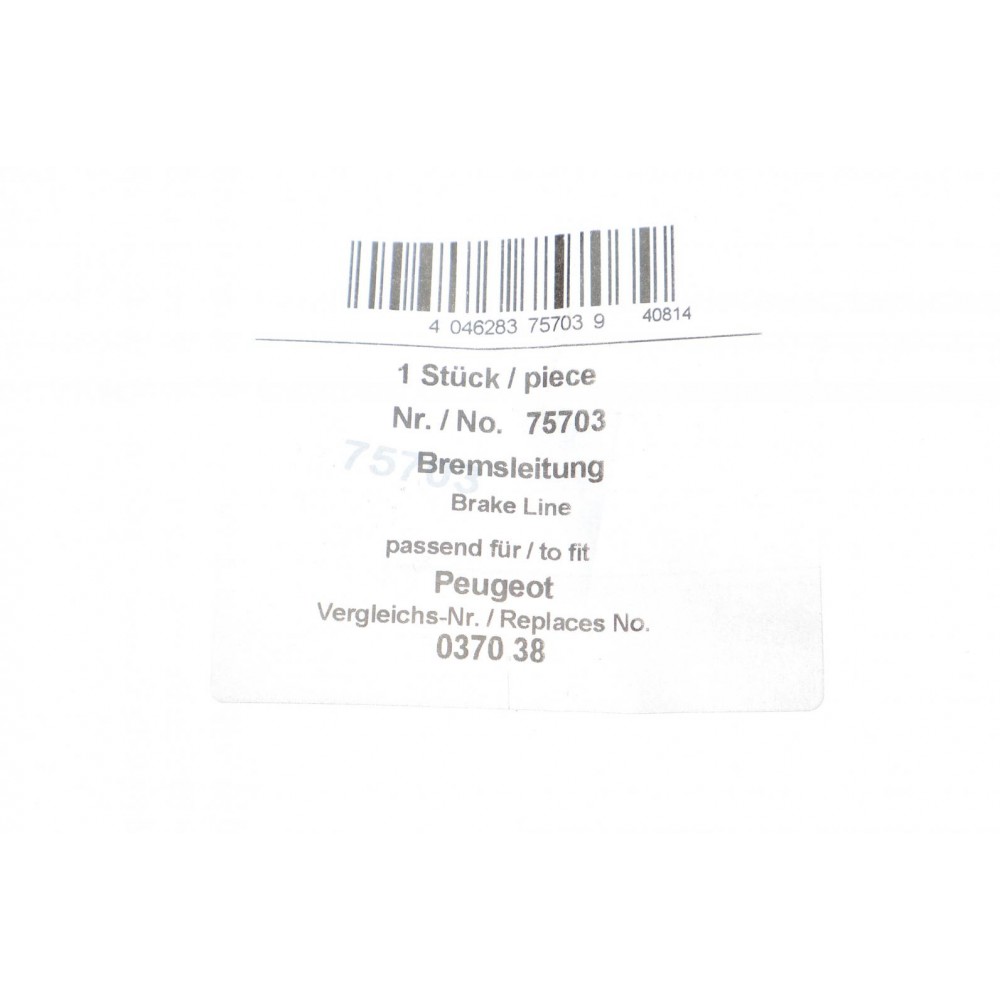 4 046283 75703 9 40814
1 Stück / piece
Nr. / No. 75703
75703
Bremsleitung
Brake Line
passend für / to fit
Peugeot
Vergleichs-Nr. / Replaces No.
0370 38